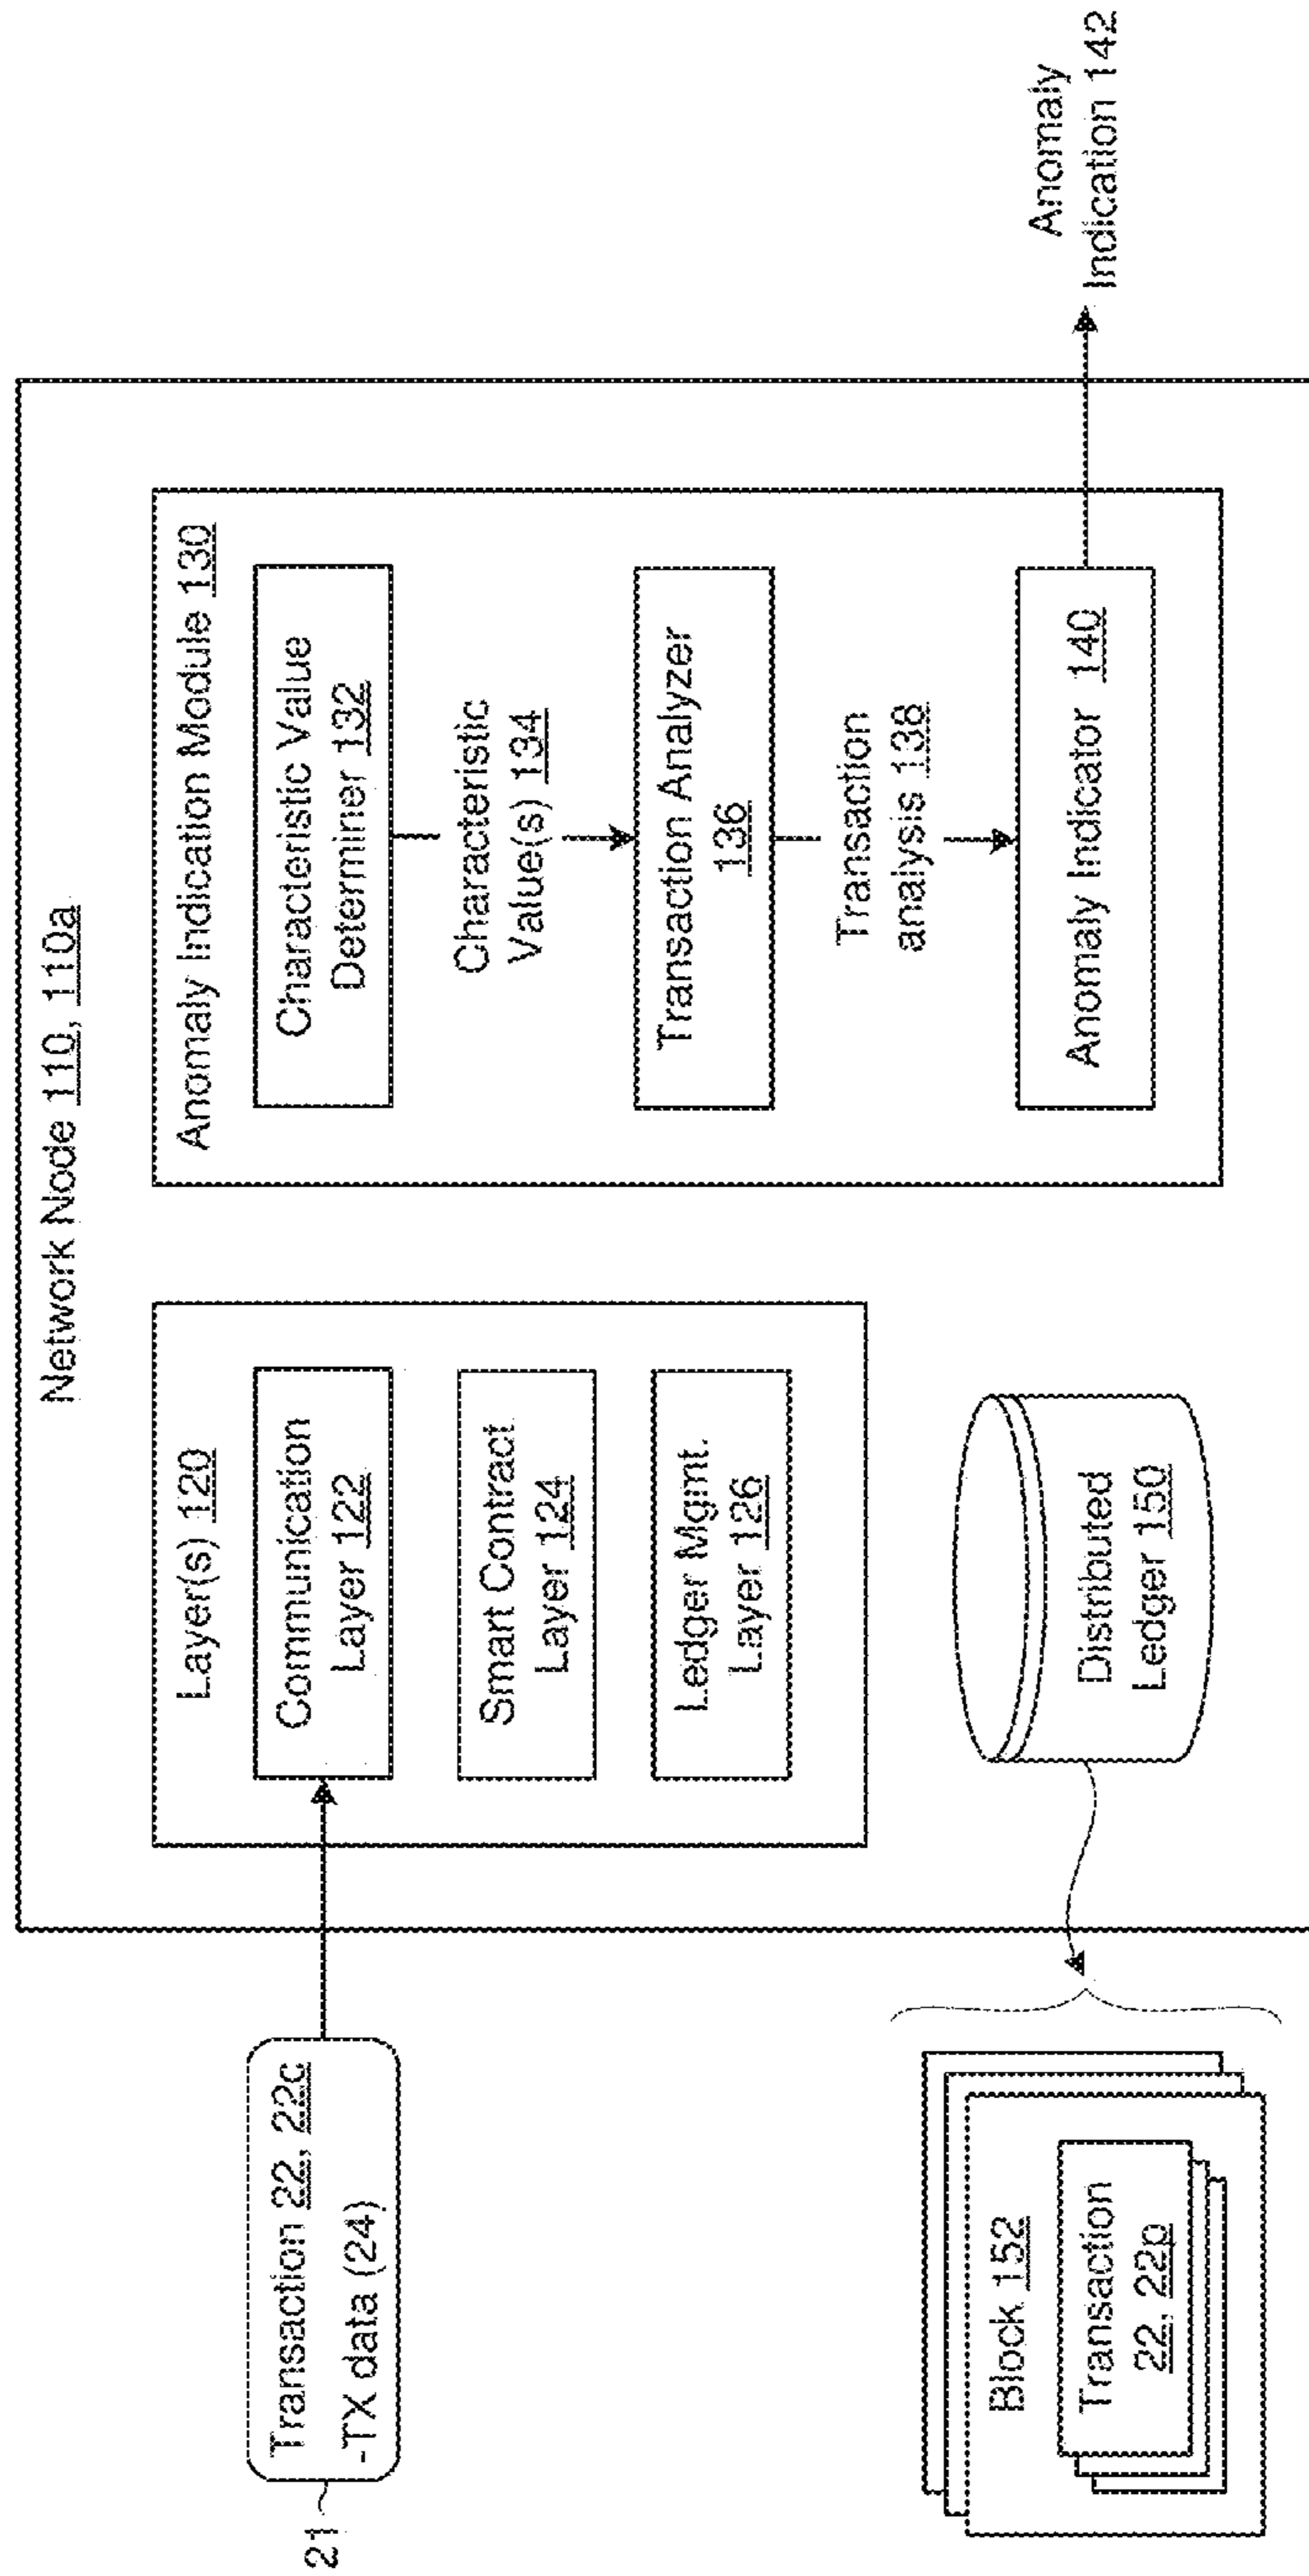 Network Node 110, 110a
21
Transaction 22, 22c
-TX data (24)
Layer(s) 120
Communication
Layer 122
Smart Contract
Layer 124
Ledger Mgmt.
Layer 126
Anomaly Indication Module 130
Characteristic Value
Determiner 132
Characteristic
Value(s) 134
Transaction Analyzer
136
Transaction
analysis 138
Anomaly Indicator 140
Anomaly
Indication 142
Block 152
Transaction
22, 22p
Distributed
Ledger 150